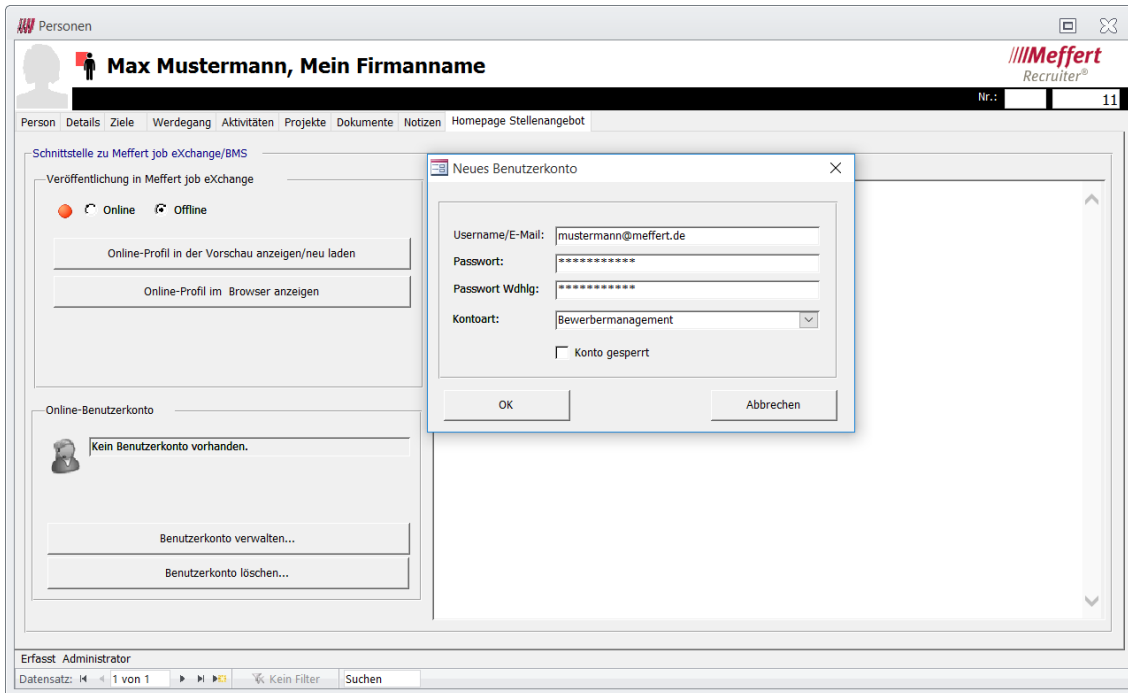 Personen
Max Mustermann, Mein Firmanname
////Meffert
Recruiter®
Nr.: 11
Person Details Ziele Werdegang Aktivitäten Projekte Dokumente Notizen Homepage Stellenangebot
Schnittstelle zu Meffert job eXchange/BMS
Veröffentlichung in Meffert job eXchange
Online Offline
Online-Profil in der Vorschau anzeigen/neu laden
Online-Profil im Browser anzeigen
Online-Benutzerkonto
Kein Benutzerkonto vorhanden.
Benutzerkonto verwalten...
Benutzerkonto löschen...
Neues Benutzerkonto
Username/E-Mail: mustermann@meffert.de
Passwort: ***********
Passwort Wdhlg: ***********
Kontoart: Bewerbermanagement
Konto gesperrt
OK Abbrechen
Erfasst Administrator
Datensatz: 1 von 1 Kein Filter Suchen